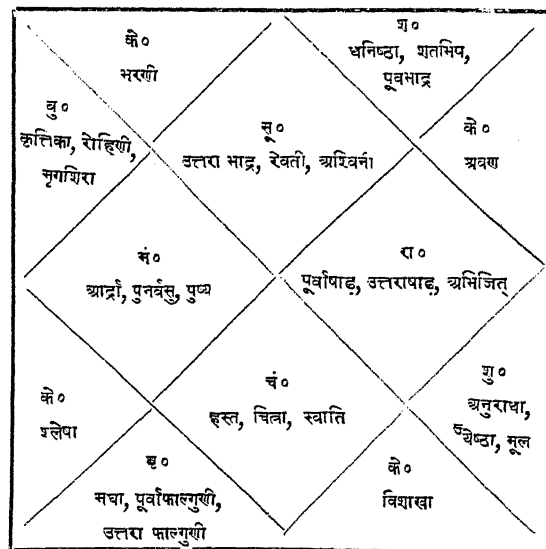 के०
भरणी
श०
धनिष्ठा, शतभिष,
पूवभाद्र
बु०
कृत्तिका, रोहिणी,
मृगशिरा
सू०
उत्तरा भाद्र, रेवती, अश्विनी
के०
श्रवण
मं०
आर्द्रा, पुनर्वसु, पुष्य
रा०
पूर्वाषाढ़, उत्तराषाढ़, अभिजित्
के०
श्लेषा
चं०
हस्त, चित्रा, स्वाति
शु०
अनुराधा,
ज्येष्ठा, मूल
बृ०
मघा, पूर्वाफाल्गुणी,
उत्तरा फाल्गुणी
के०
विशाखा